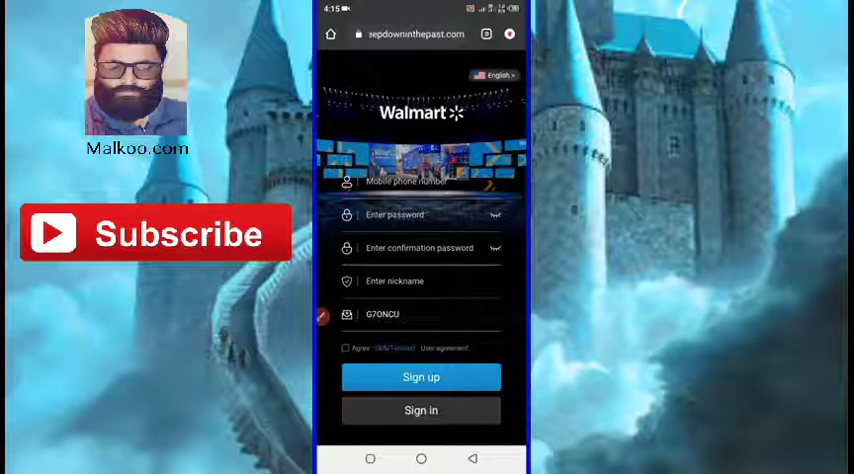 Malkoo.com
Subscribe
4:15
eepdowninthepast.com
English >
Walmart
Mobile phone number
Enter password
Enter confirmation password
Enter nickname
G7ONCU
Agree User agreement
Sign up
Sign in